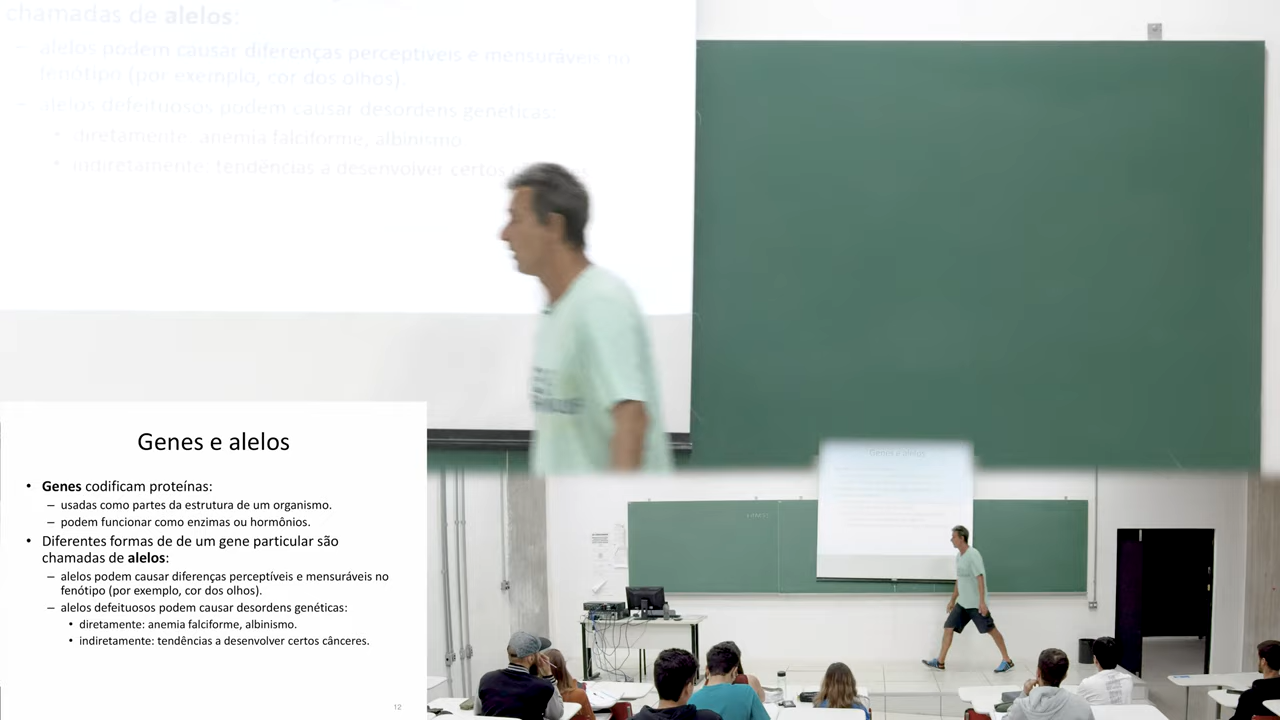 chamadas de alelos:
– alelos podem causar diferenças perceptíveis e mensuráveis no
fenótipo (por exemplo, cor dos olhos).
– alelos defeituosos podem causar desordens genéticas:
• diretamente: anemia falciforme, albinismo
• indiretamente: tendências a desenvolver certos
Genes e alelos
• Genes codificam proteínas:
– usadas como partes da estrutura de um organismo.
– podem funcionar como enzimas ou hormônios.
• Diferentes formas de de um gene particular são
chamadas de alelos:
– alelos podem causar diferenças perceptíveis e mensuráveis no
fenótipo (por exemplo, cor dos olhos).
– alelos defeituosos podem causar desordens genéticas:
• diretamente: anemia falciforme, albinismo.
• indiretamente: tendências a desenvolver certos cânceres.
12
Genes e alelos